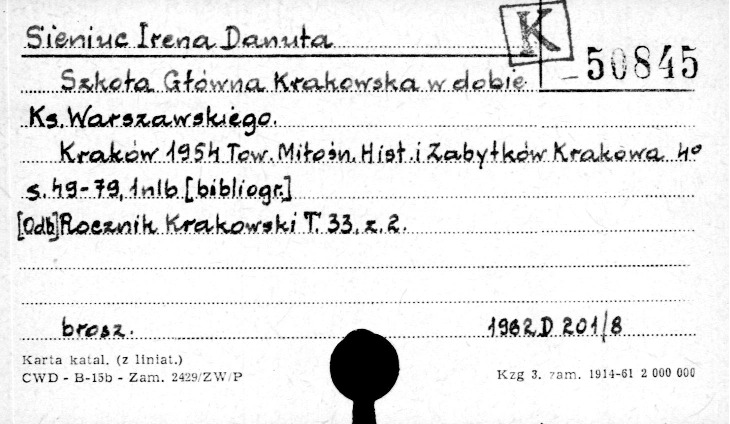 Sieniuc Irena Danuta
K
50845
Szkoła Główna Krakowska w dobie
Ks. Warszawskiego.
Kraków 1954 Tow. Miłośn. Hist. i Zabytków Krakowa 4º
s. 49-79, 1nlb [bibliogr.]
[Odb] Rocznik Krakowski T. 33, z. 2.
brosz. 1962 D 201/8
Karta katal. (z liniat.)
CWD - B-15b - Zam. 2429/ZW/P Kzg 3. zam. 1914-61 2 000 000